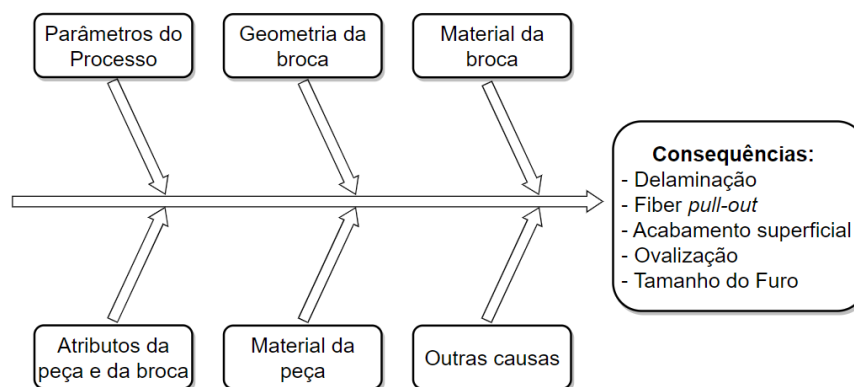 Parâmetros do
Processo
Geometria da
broca
Material da
broca
Consequências:
- Delaminação
- Fiber pull-out
- Acabamento superficial
- Ovalização
- Tamanho do Furo
Atributos da
peça e da broca
Material da
peça
Outras causas